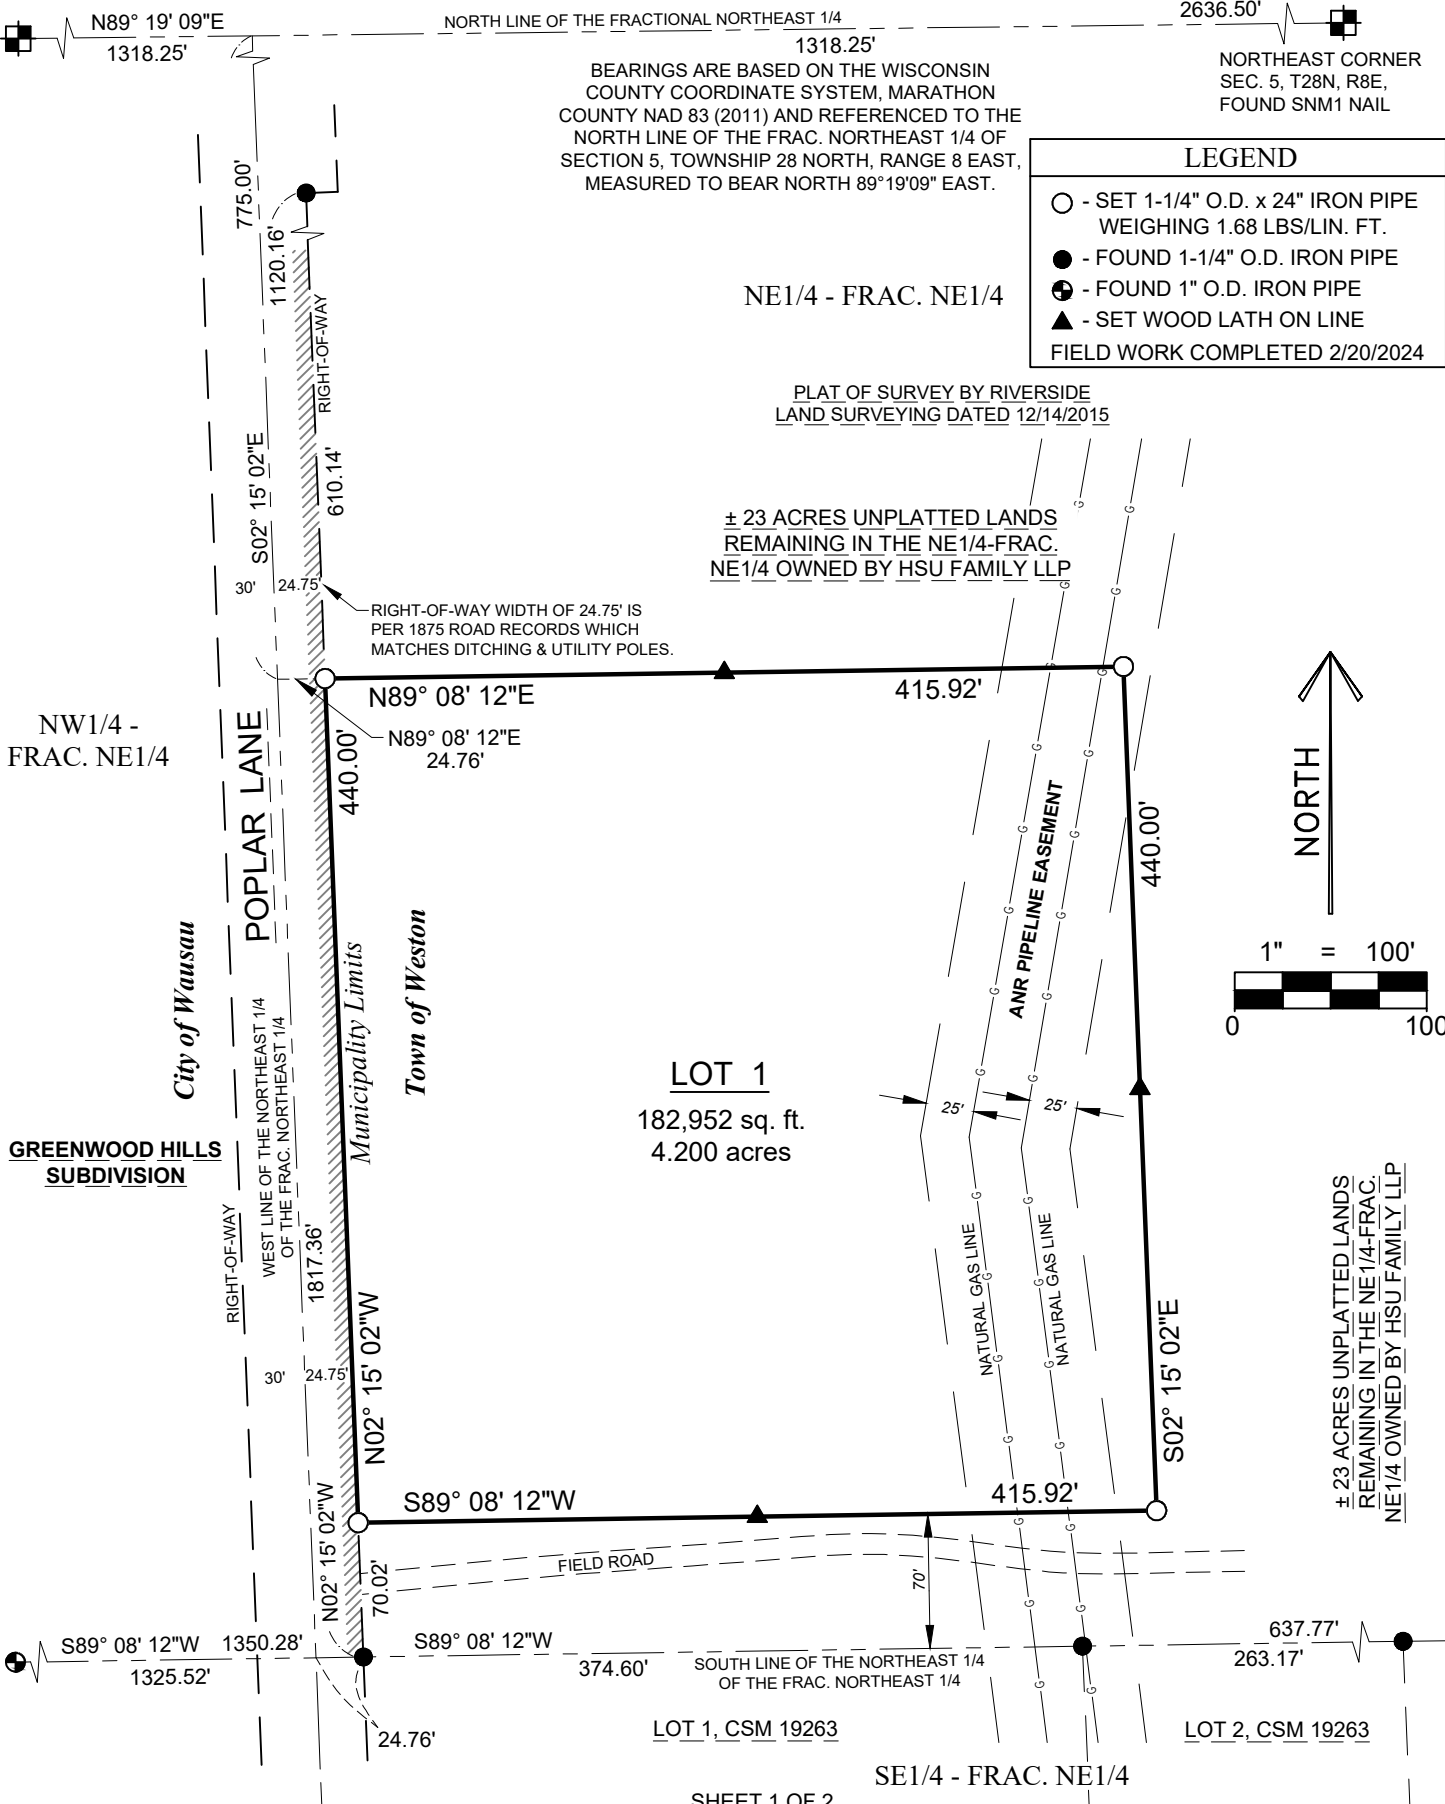 N89° 19' 09"E
1318.25'
NORTH LINE OF THE FRACTIONAL NORTHEAST 1/4
1318.25'
2636.50'
NORTHEAST CORNER
SEC. 5, T28N, R8E,
FOUND SNM1 NAIL
BEARINGS ARE BASED ON THE WISCONSIN
COUNTY COORDINATE SYSTEM, MARATHON
COUNTY NAD 83 (2011) AND REFERENCED TO THE
NORTH LINE OF THE FRAC. NORTHEAST 1/4 OF
SECTION 5, TOWNSHIP 28 NORTH, RANGE 8 EAST,
MEASURED TO BEAR NORTH 89°19'09" EAST.
LEGEND
- SET 1-1/4" O.D. x 24" IRON PIPE
WEIGHING 1.68 LBS/LIN. FT.
- FOUND 1-1/4" O.D. IRON PIPE
- FOUND 1" O.D. IRON PIPE
- SET WOOD LATH ON LINE
FIELD WORK COMPLETED 2/20/2024
775.00'
1120.16'
RIGHT-OF-WAY
NE1/4 - FRAC. NE1/4
PLAT OF SURVEY BY RIVERSIDE
LAND SURVEYING DATED 12/14/2015
S02° 15' 02"E
610.14'
± 23 ACRES UNPLATTED LANDS
REMAINING IN THE NE1/4-FRAC.
NE1/4 OWNED BY HSU FAMILY LLP
G
G
G
G
30'
24.75'
RIGHT-OF-WAY WIDTH OF 24.75' IS
PER 1875 ROAD RECORDS WHICH
MATCHES DITCHING & UTILITY POLES.
N89° 08' 12"E
415.92'
G
G
N89° 08' 12"E
24.76'
NW1/4 -
FRAC. NE1/4
POPLAR LANE
440.00'
G
G
G
G
G
G
G
G
G
G
ANR PIPELINE EASEMENT
440.00'
NORTH
1" = 100'
0
100
City of Wausau
Municipality Limits
Town of Weston
WEST LINE OF THE NORTHEAST 1/4
OF THE FRAC. NORTHEAST 1/4
LOT 1
182,952 sq. ft.
4.200 acres
25'
25'
GREENWOOD HILLS
SUBDIVISION
RIGHT-OF-WAY
1817.36'
G
G
G
G
G
G
G
G
NATURAL GAS LINE
NATURAL GAS LINE
± 23 ACRES UNPLATTED LANDS
REMAINING IN THE NE1/4-FRAC.
NE1/4 OWNED BY HSU FAMILY LLP
30'
24.75'
N02° 15' 02"W
S02° 15' 02"E
S89° 08' 12"W
415.92'
G
G
N02° 15' 02"W
70.02'
FIELD ROAD
70'
G
G
S89° 08' 12"W
1350.28'
1325.52'
S89° 08' 12"W
374.60'
SOUTH LINE OF THE NORTHEAST 1/4
OF THE FRAC. NORTHEAST 1/4
637.77'
263.17'
G
G
24.76'
LOT 1, CSM 19263
LOT 2, CSM 19263
SE1/4 - FRAC. NE1/4
SHEET 1 OF 2